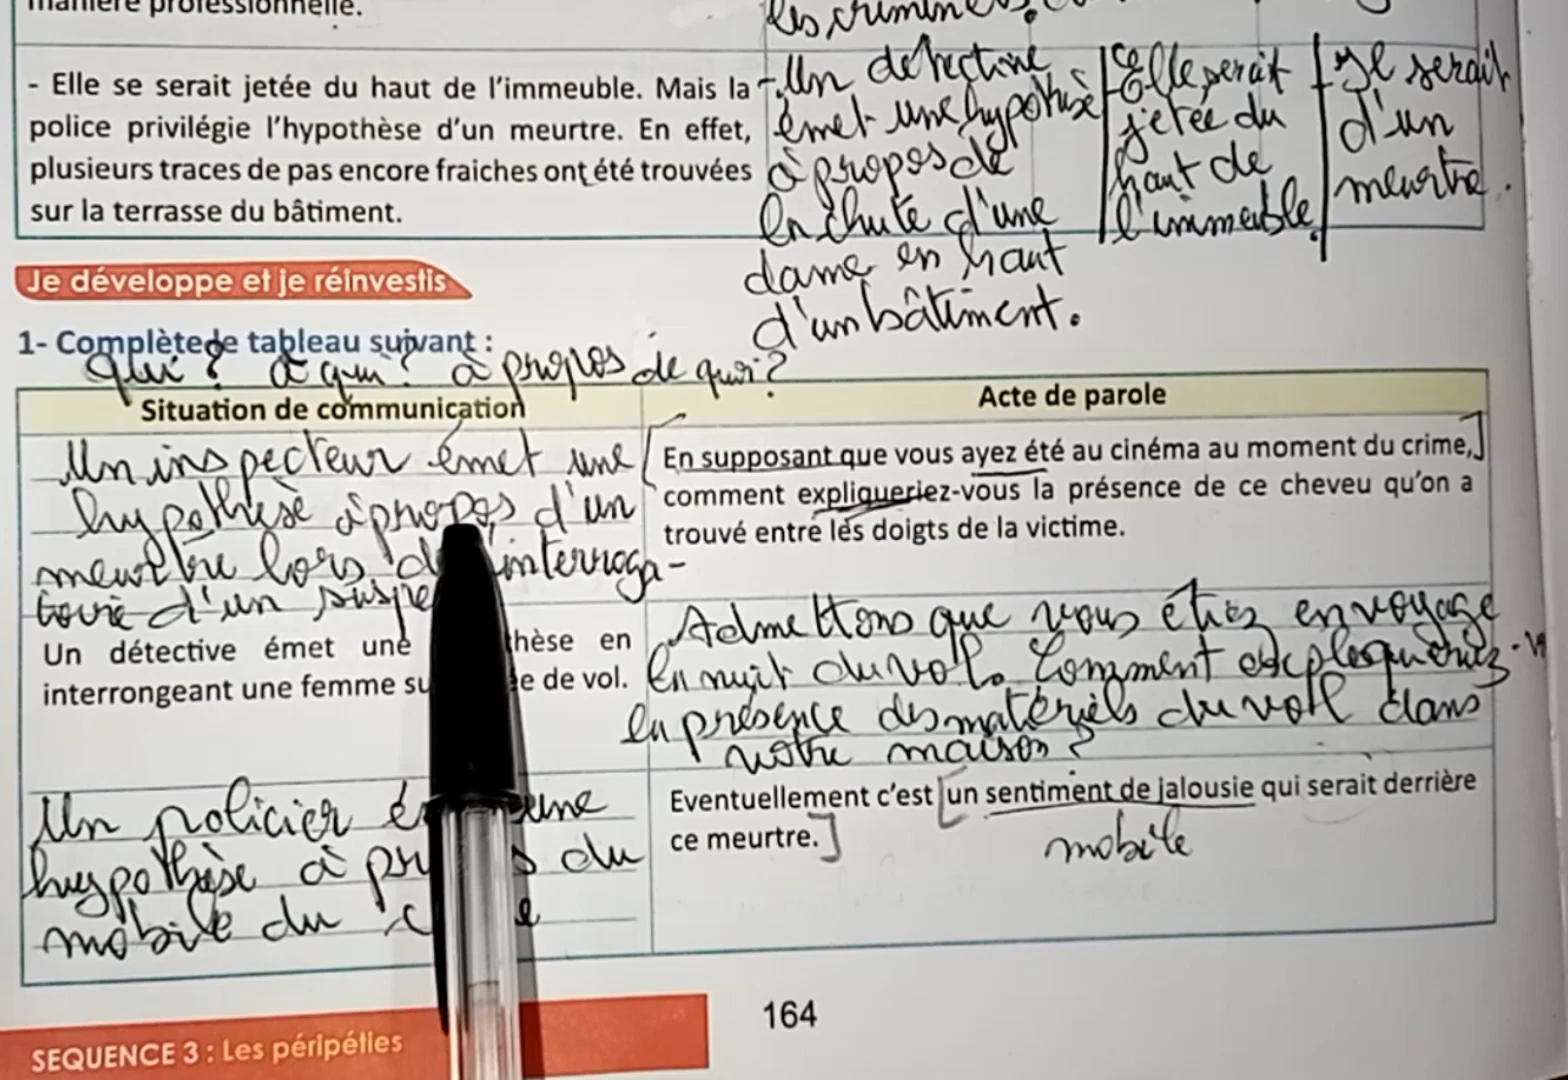 manière professionnelle.
les criminels.
- Elle se serait jetée du haut de l'immeuble. Mais la
police privilégie l'hypothèse d'un meurtre. En effet,
plusieurs traces de pas encore fraiches ont été trouvées
sur la terrasse du bâtiment.
- Un détective
émet une hypothèse
à propos de
la chute d'une
dame en haut
d'un bâtiment.
Elle serait
jetée du
haut de
l'immeuble.
serait
d'un
meurtre.
Je développe et je réinvestis
1- Complète le tableau suivant :
qui ? à qui ? à propos de quoi ?
Situation de communication
Acte de parole
Un inspecteur émet une
hypothèse à propos d'un
meurtre lors de interroga-
toire d'un suspe
En supposant que vous ayez été au cinéma au moment du crime,
comment expliqueriez-vous la présence de ce cheveu qu'on a
trouvé entre les doigts de la victime.
Un détective émet une thèse en
interrongeant une femme su e de vol.
Admettons que vous étiez en voyage
la nuit du vol. Comment expliqueriez-v
la présence des matériels du voll dans
votre maison ?
Un policier é une
hypothèse à pr s du
mobile du c e
Eventuellement c'est un sentiment de jalousie qui serait derrière
ce meurtre.
mobile
164
SEQUENCE 3 : Les péripéties